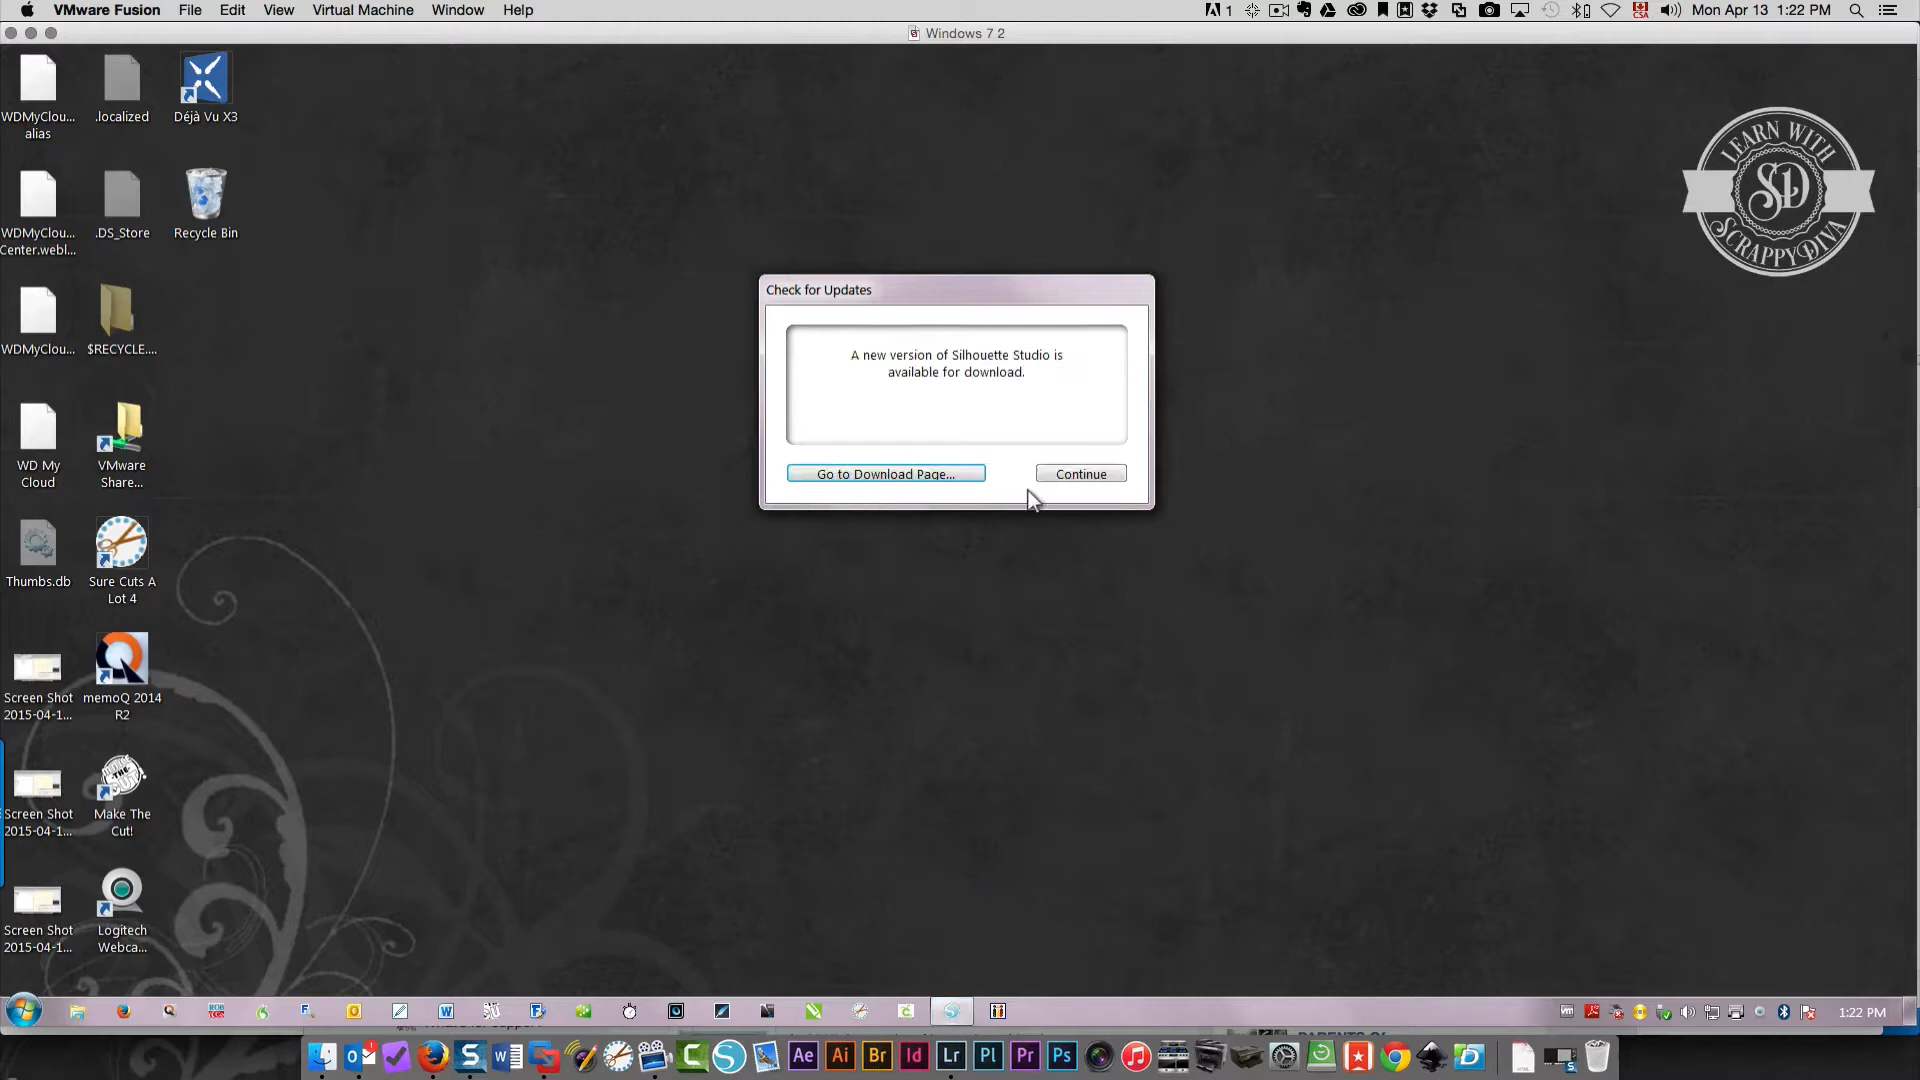 VMware Fusion File Edit View Virtual Machine Window Help
1 CSA Mon Apr 13 1:22 PM
Windows 7 2
WDMyClou...
alias
.localized
Déjà Vu X3
WDMyClou...
Center.webl...
.DS_Store
Recycle Bin
WDMyClou...
$RECYCLE....
WD My
Cloud
VMware
Share...
Thumbs.db
Sure Cuts A
Lot 4
Screen Shot
2015-04-1...
memoQ 2014
R2
Screen Shot
2015-04-1...
Make The
Cut!
Screen Shot
2015-04-1...
Logitech
Webca...
LEARN WITH
SD
SCRAPPYDIVA
Check for Updates
A new version of Silhouette Studio is
available for download.
Go to Download Page...
Continue
1:22 PM
Ae Ai Br Id Lr Pl Pr Ps